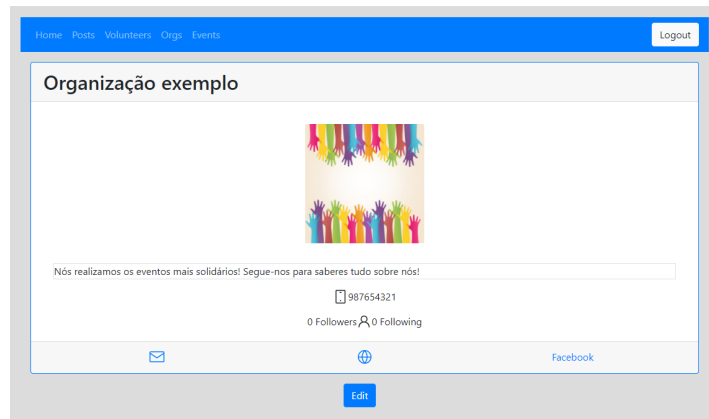 Home Posts Volunteers Orgs Events Logout
Organização exemplo
Nós realizamos os eventos mais solidários! Segue-nos para saberes tudo sobre nós!
987654321
0 Followers 0 Following
Facebook
Edit